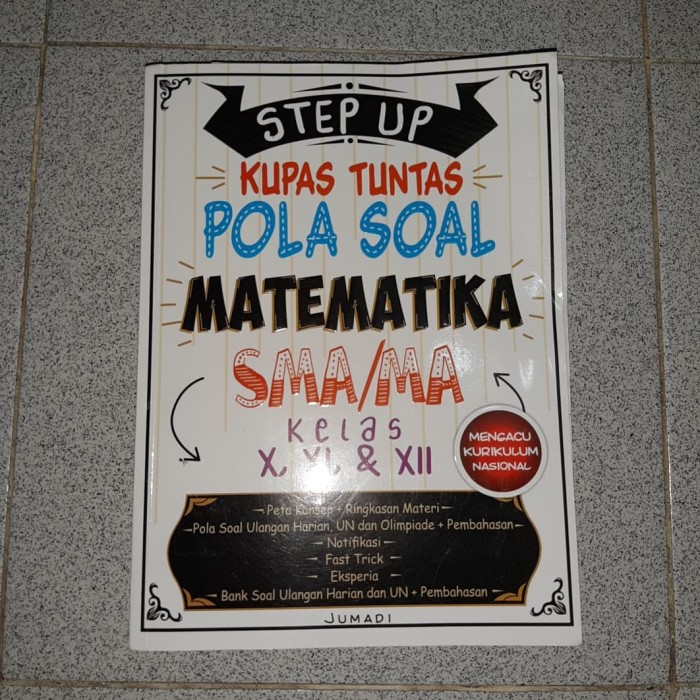 STEP UP
KUPAS TUNTAS
POLA SOAL
MATEMATIKA
SMA/MA
Kelas
X, XI, & XII
MENGACU
KURIKULUM
NASIONAL
Peta Konsep + Ringkasan Materi
Pola Soal Ulangan Harian, UN dan Olimpiade + Pembahasan
Notifikasi
Fast Trick
Eksperia
Bank Soal Ulangan Harian dan UN + Pembahasan
JUMADI